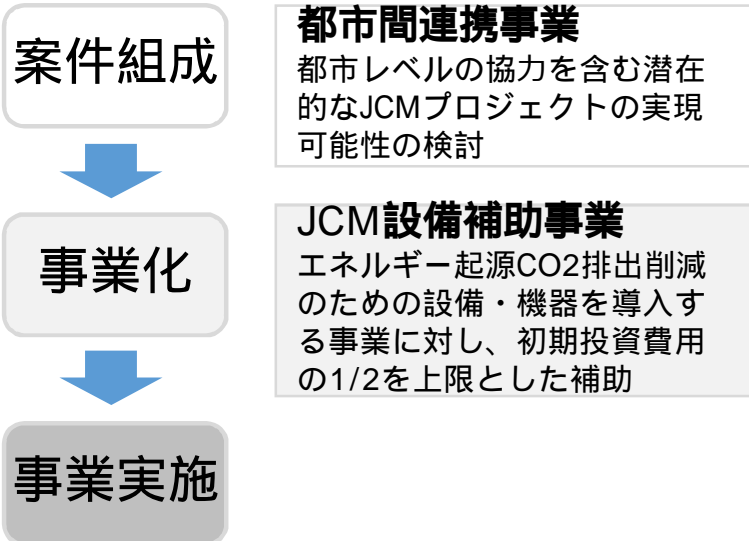 案件組成
都市間連携事業
都市レベルの協力を含む潜在
的なJCMプロジェクトの実現
可能性の検討
事業化
JCM設備補助事業
エネルギー起源CO2排出削減
のための設備・機器を導入す
る事業に対し、初期投資費用
の1/2を上限とした補助
事業実施